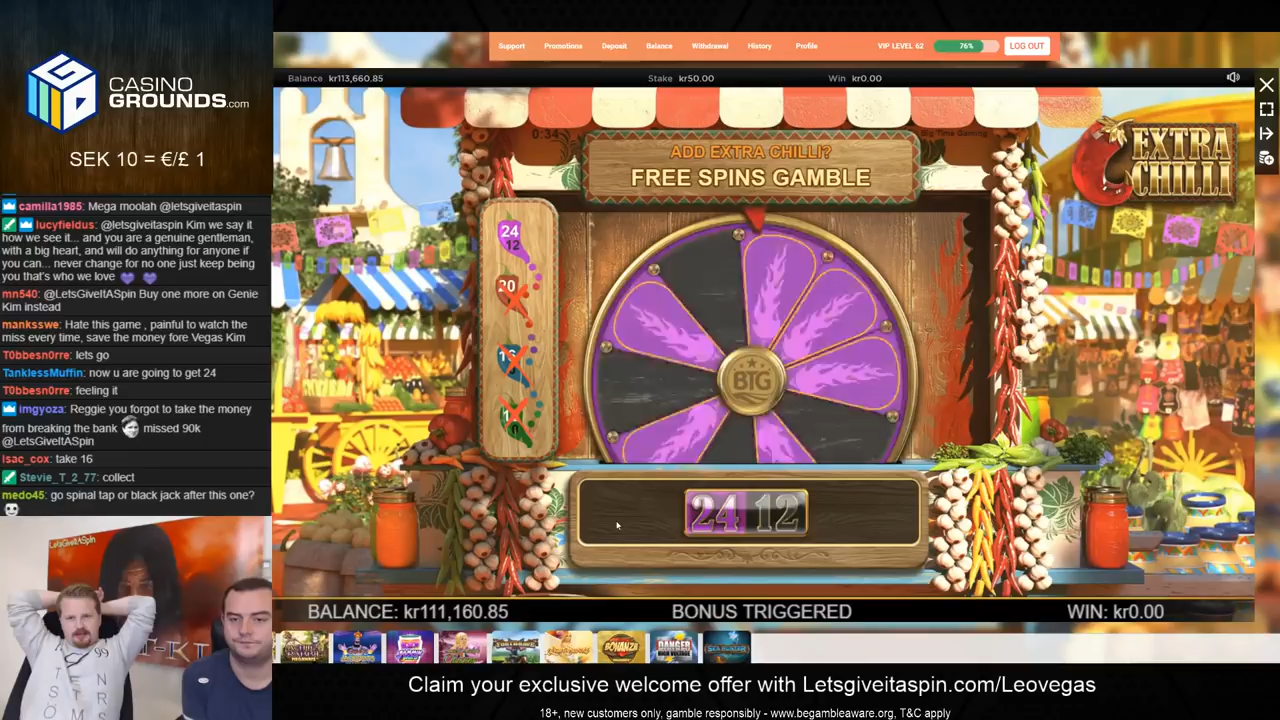 CASINO
GROUNDS.com
SEK 10 = €/£ 1
camilla1985: Mega moolah @letsgiveitaspin
lucyfieldus: @letsgiveitaspin Kim we say it
how we see it... and you are a genuine gentleman,
with a big heart, and will do anything for anyone if
you can... never change for no one just keep being
you that's who we love
mn540: @LetsGiveItASpin Buy one more on Genie
Kim instead
manksswe: Hate this game , painful to watch the
miss every time, save the money fore Vegas Kim
T0bbesn0rre: lets go
TanklessMuffin: now u are going to get 24
T0bbesn0rre: feeling it
imgyoza: Reggie you forgot to take the money
from breaking the bank missed 90k
@LetsGiveItASpin
Isac_cox: take 16
Stevie_T_2_77: collect
medo45: go spinal tap or black jack after this one?
LetsGiveItASpin
Support Promotions Deposit Balance Withdrawal History Profile VIP LEVEL 62 76% LOG OUT
Balance kr113,660.85 Stake kr50.00 Win kr0.00
0:34
Big Time Gaming
ADD EXTRA CHILLI?
FREE SPINS GAMBLE
EXTRA
CHILLI
24
12
20
16
BTG
24 12
BALANCE: kr111,160.85 BONUS TRIGGERED WIN: kr0.00
BONANZA
DANGER
Claim your exclusive welcome offer with Letsgiveitaspin.com/Leovegas
18+, new customers only, gamble responsibly - www.begambleaware.org, T&C apply